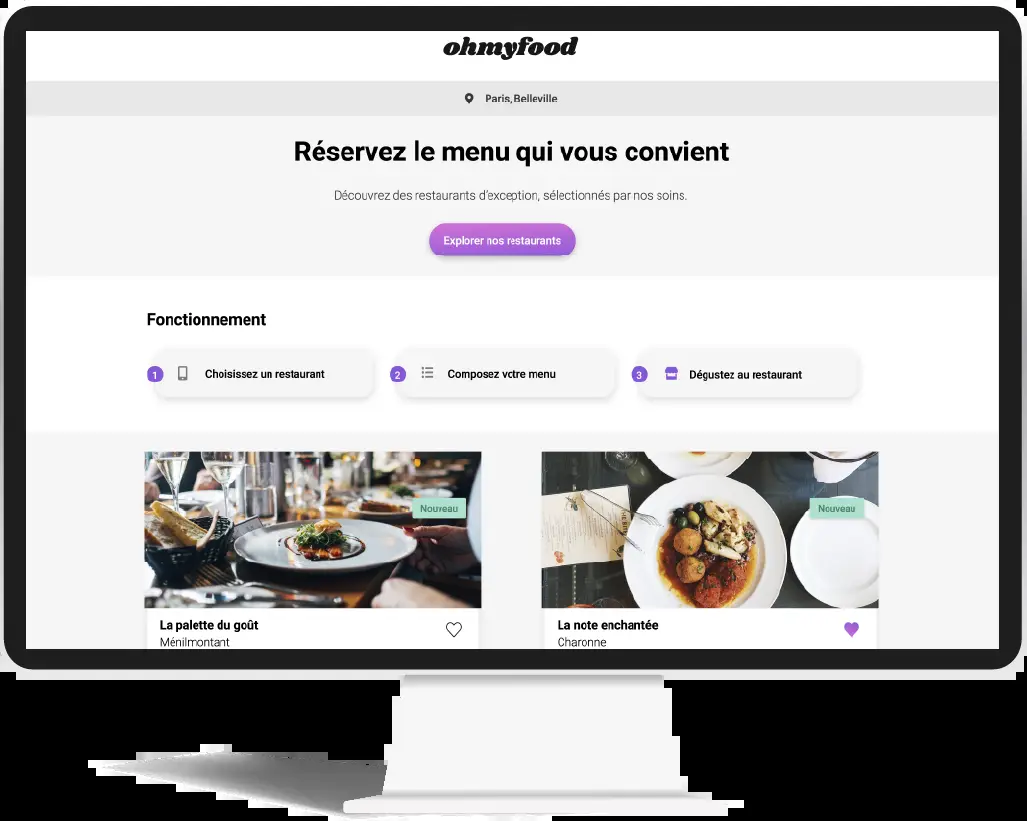 ohmyfood
Paris, Belleville
Réservez le menu qui vous convient
Découvrez des restaurants d'exception, sélectionnés par nos soins.
Explorer nos restaurants
Fonctionnement
1 Choisissez un restaurant
2 Composez votre menu
3 Dégustez au restaurant
Nouveau
Nouveau
La palette du goût
Ménilmontant
La note enchantée
Charonne